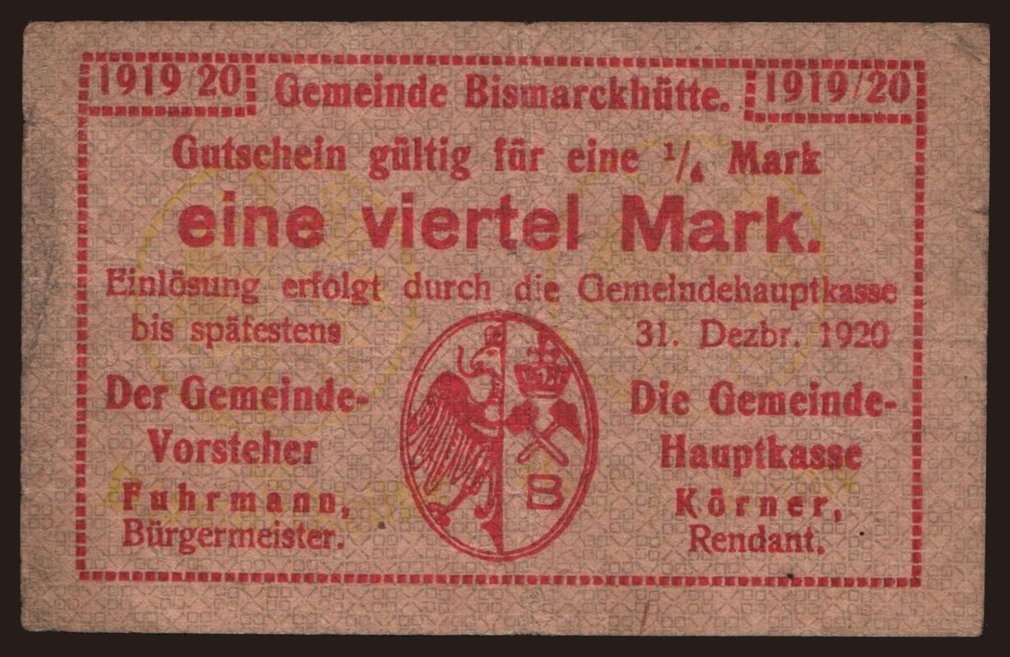 1919/20 Gemeinde Bismarckhütte. 1919/20
Gutschein gültig für eine 1/4 Mark
eine viertel Mark.
Einlösung erfolgt durch die Gemeindehauptkasse
bis spätestens 31. Dezbr. 1920
Der Gemeinde-
Vorsteher
Fuhrmann,
Bürgermeister.
B
Die Gemeinde-
Hauptkasse
Körner,
Rendant.